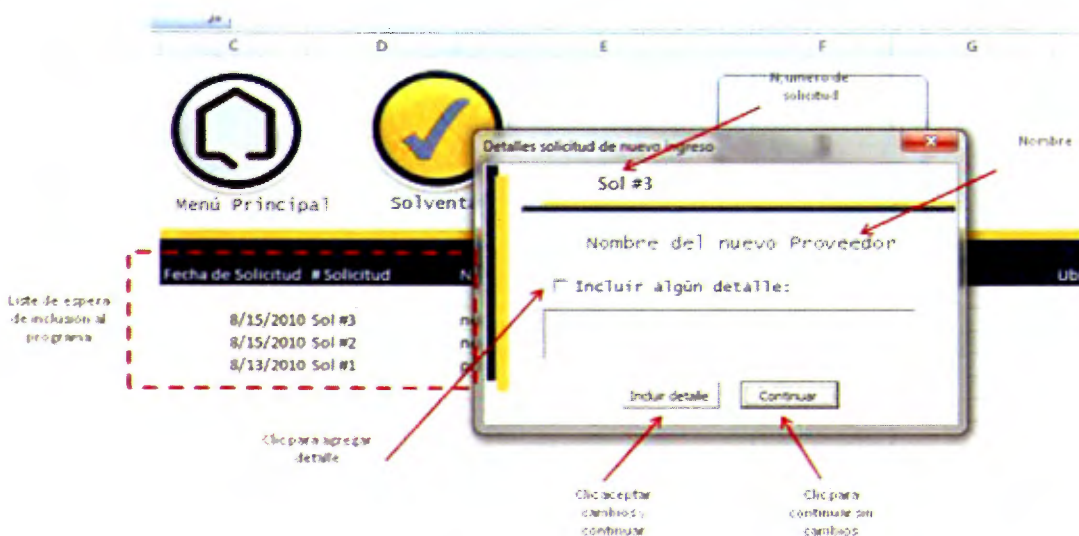 C D E F G
Numero de
solicitud
Detalles solicitud de nuevo ingreso
Nombre
Sol #3
Menú Principal
Solventa
Nombre del nuevo Proveedor
Fecha de Solicitud # Solicitud N
Ub
Incluir algún detalle:
Liste de espera
de inclusión al
programa
8/15/2010 Sol #3
8/15/2010 Sol #2
8/13/2010 Sol #1
Incluir detalle
Continuar
Clic para agregar
detalle
Clic aceptar
cambios y
continuar
Clic para
continuar sin
cambios